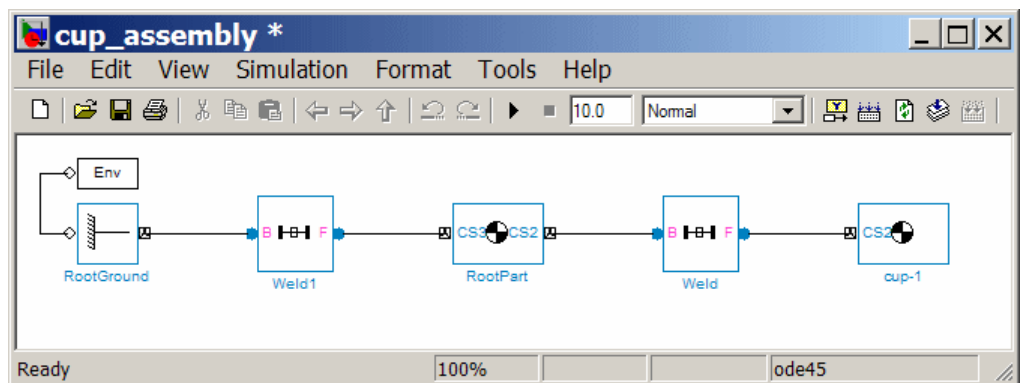 cup_assembly *
File Edit View Simulation Format Tools Help
10.0 Normal
Env
B F CS3 CS2 B F CS2
RootGround Weld1 RootPart Weld cup-1
Ready 100% ode45